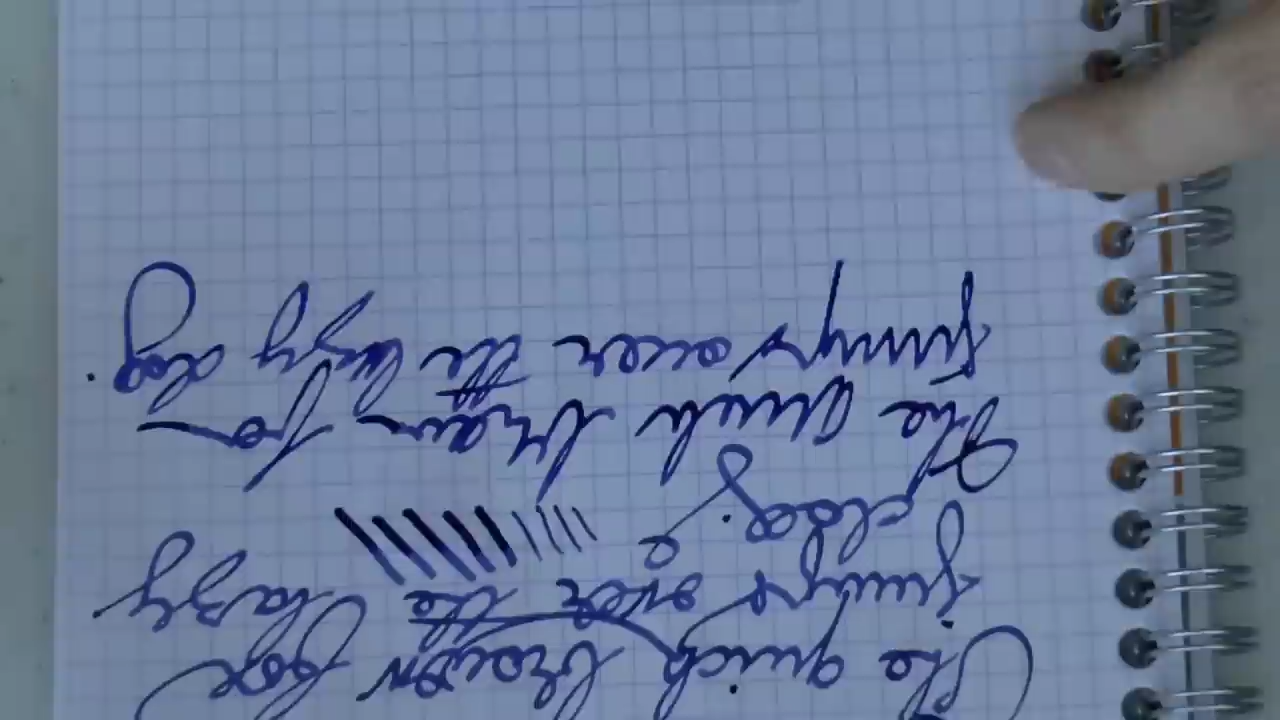 The quick brown fox
jumps over the lazy
dog.
The quick brown fox
jumps over the lazy dog.